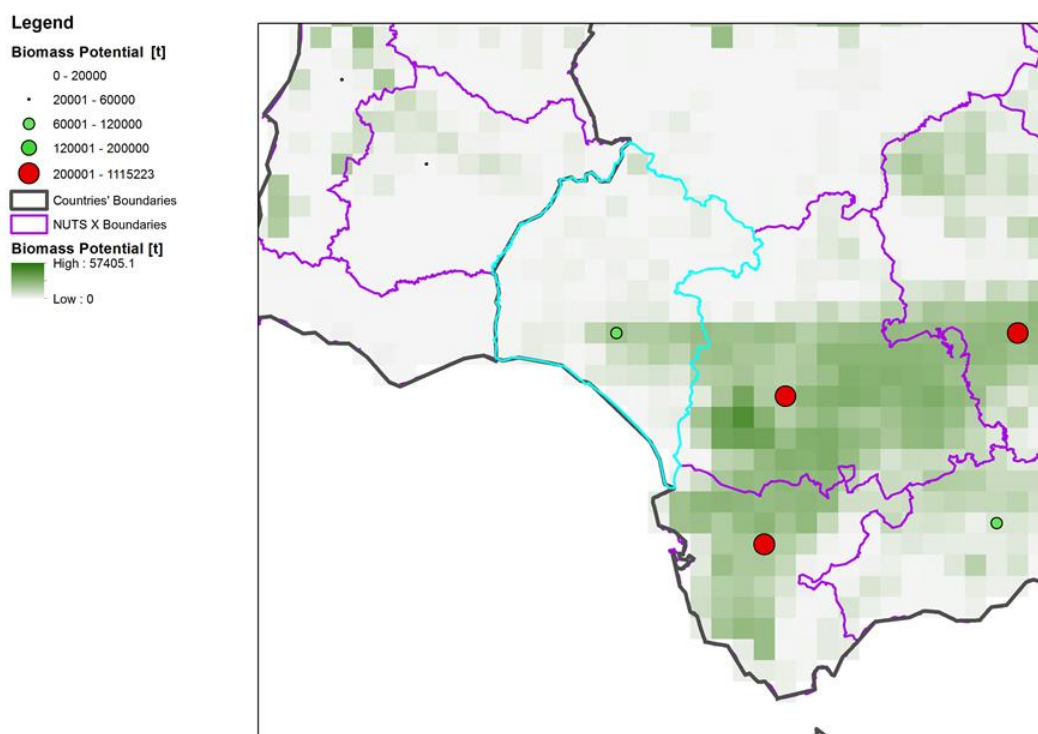 Legend
Biomass Potential [t]
0 - 20000
20001 - 60000
60001 - 120000
120001 - 200000
200001 - 1115223
Countries' Boundaries
NUTS X Boundaries
Biomass Potential [t]
High : 57405.1
Low : 0